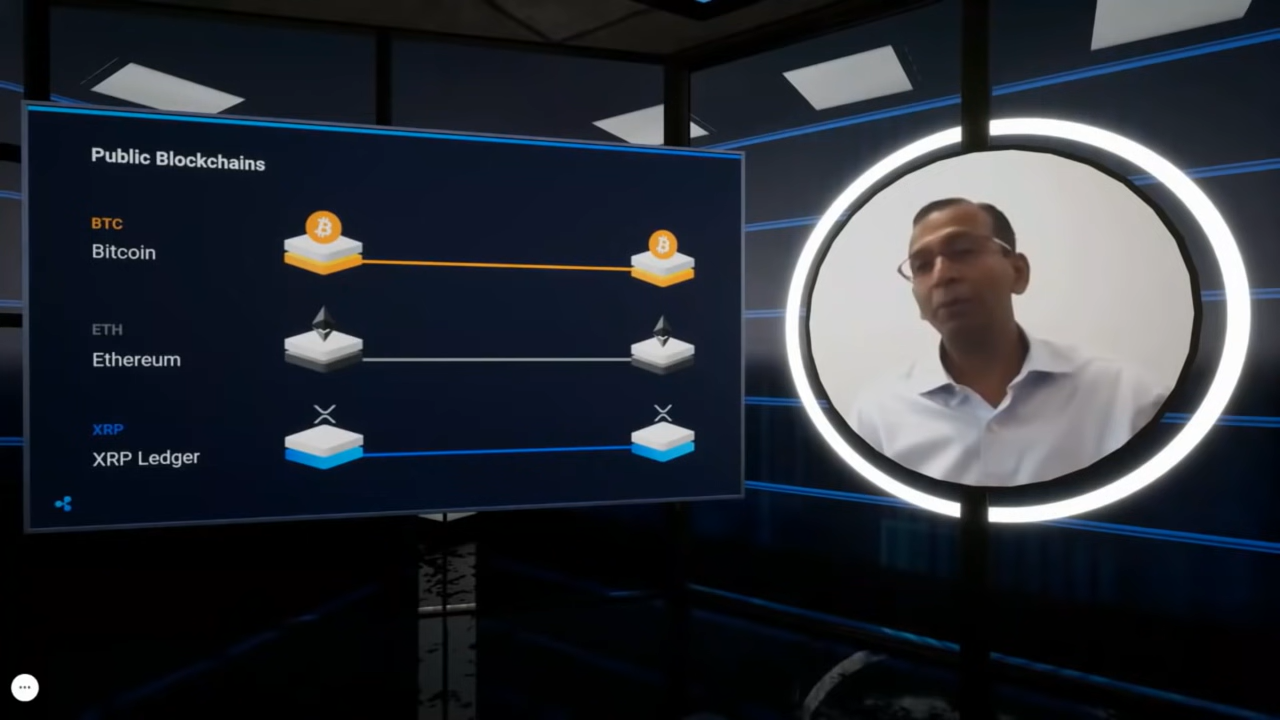 Public Blockchains
BTC
Bitcoin
ETH
Ethereum
XRP
XRP Ledger